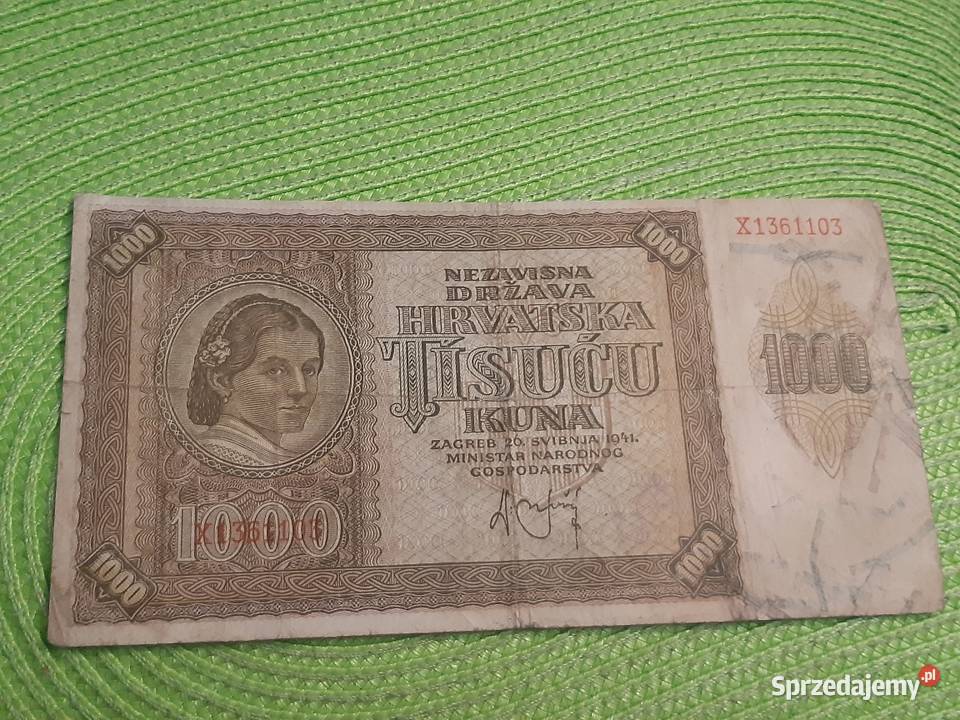 1000
1000
X1361103
NEZAVISNA
DRŽAVA
HRVATSKA
TISUĆU
KUNA
ZAGREB 26. SVIBNJA 1941.
MINISTAR NARODNOG
GOSPODARSTVA
1000
1000
X1361103
1000
1000
Sprzedajemy.pl